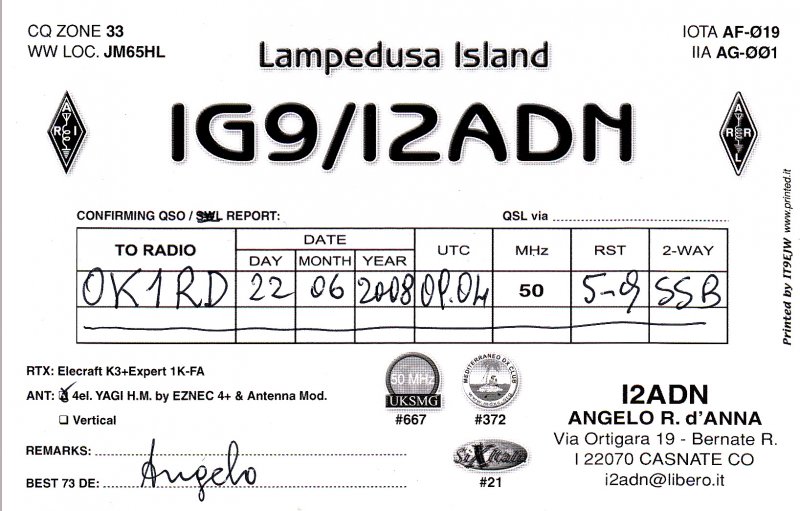 CQ ZONE 33
WW LOC. JM65HL
Lampedusa Island
IOTA AF-Ø19
IIA AG-ØØ1
IG9/I2ADN
A
R I
A
R R
L
CONFIRMING QSO / SWL REPORT:
QSL via
TO RADIO DATE UTC MHz RST 2-WAY
DAY MONTH YEAR
OK1RD 22 06 2008 09.04 50 5-9 SSB
RTX: Elecraft K3+Expert 1K-FA
ANT: 4el. YAGI H.M. by EZNEC 4+ & Antenna Mod.
Vertical
REMARKS:
BEST 73 DE: Angelo
50 MHz
UKSMG
#667
MEDITERRANEO DX CLUB
#372
#21
I2ADN
ANGELO R. d'ANNA
Via Ortigara 19 - Bernate R.
I 22070 CASNATE CO
i2adn@libero.it
Printed by IT9EJW www.printed.it